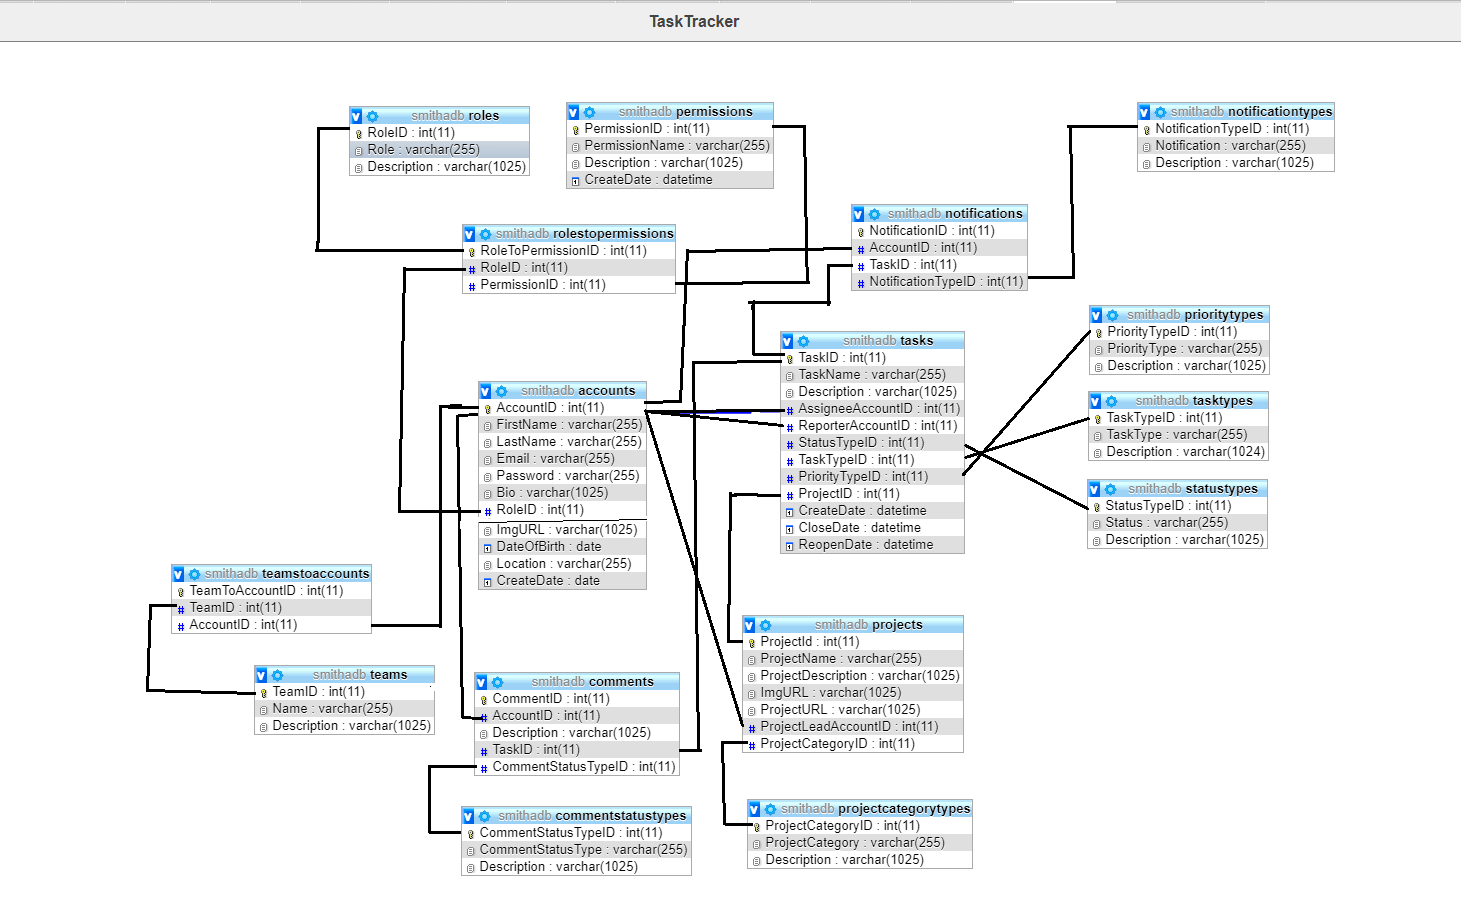 TaskTracker
smithadb roles
RoleID : int(11)
Role : varchar(255)
Description : varchar(1025)
smithadb permissions
PermissionID : int(11)
PermissionName : varchar(255)
Description : varchar(1025)
CreateDate : datetime
smithadb notificationtypes
NotificationTypeID : int(11)
Notification : varchar(255)
Description : varchar(1025)
smithadb rolestopermissions
RoleToPermissionID : int(11)
RoleID : int(11)
PermissionID : int(11)
smithadb notifications
NotificationID : int(11)
AccountID : int(11)
TaskID : int(11)
NotificationTypeID : int(11)
smithadb prioritytypes
PriorityTypeID : int(11)
PriorityType : varchar(255)
Description : varchar(1025)
smithadb tasks
TaskID : int(11)
TaskName : varchar(255)
Description : varchar(1025)
AssigneeAccountID : int(11)
ReporterAccountID : int(11)
StatusTypeID : int(11)
TaskTypeID : int(11)
PriorityTypeID : int(11)
ProjectID : int(11)
CreateDate : datetime
CloseDate : datetime
ReopenDate : datetime
smithadb accounts
AccountID : int(11)
FirstName : varchar(255)
LastName : varchar(255)
Email : varchar(255)
Password : varchar(255)
Bio : varchar(1025)
RoleID : int(11)
ImgURL : varchar(1025)
DateOfBirth : date
Location : varchar(255)
CreateDate : date
smithadb tasktypes
TaskTypeID : int(11)
TaskType : varchar(255)
Description : varchar(1024)
smithadb statustypes
StatusTypeID : int(11)
Status : varchar(255)
Description : varchar(1025)
smithadb teamstoaccounts
TeamToAccountID : int(11)
TeamID : int(11)
AccountID : int(11)
smithadb projects
ProjectId : int(11)
ProjectName : varchar(255)
ProjectDescription : varchar(1025)
ImgURL : varchar(1025)
ProjectURL : varchar(1025)
ProjectLeadAccountID : int(11)
ProjectCategoryID : int(11)
smithadb teams
TeamID : int(11)
Name : varchar(255)
Description : varchar(1025)
smithadb comments
CommentID : int(11)
AccountID : int(11)
Description : varchar(1025)
TaskID : int(11)
CommentStatusTypeID : int(11)
smithadb commentstatustypes
CommentStatusTypeID : int(11)
CommentStatusType : varchar(255)
Description : varchar(1025)
smithadb projectcategorytypes
ProjectCategoryID : int(11)
ProjectCategory : varchar(255)
Description : varchar(1025)